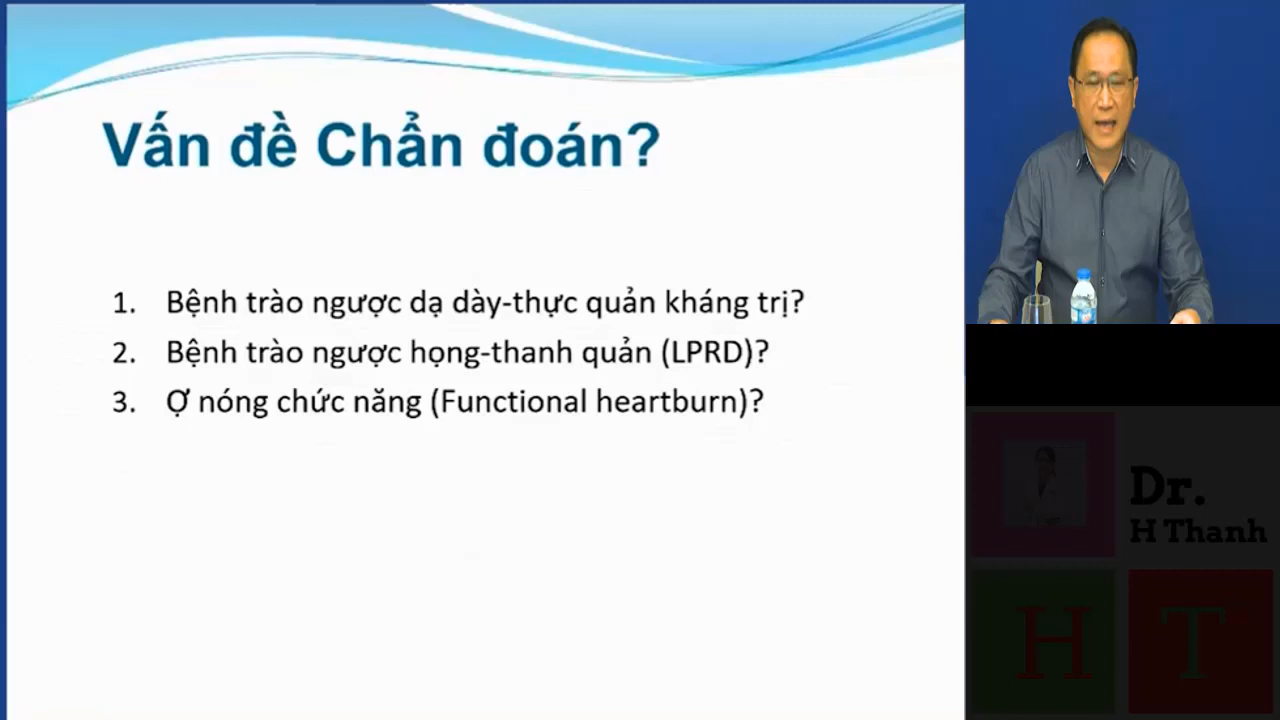 Vấn đề Chẩn đoán?
1. Bệnh trào ngược dạ dày-thực quản kháng trị?
2. Bệnh trào ngược họng-thanh quản (LPRD)?
3. Ợ nóng chức năng (Functional heartburn)?
Dr.
H Thanh
H T